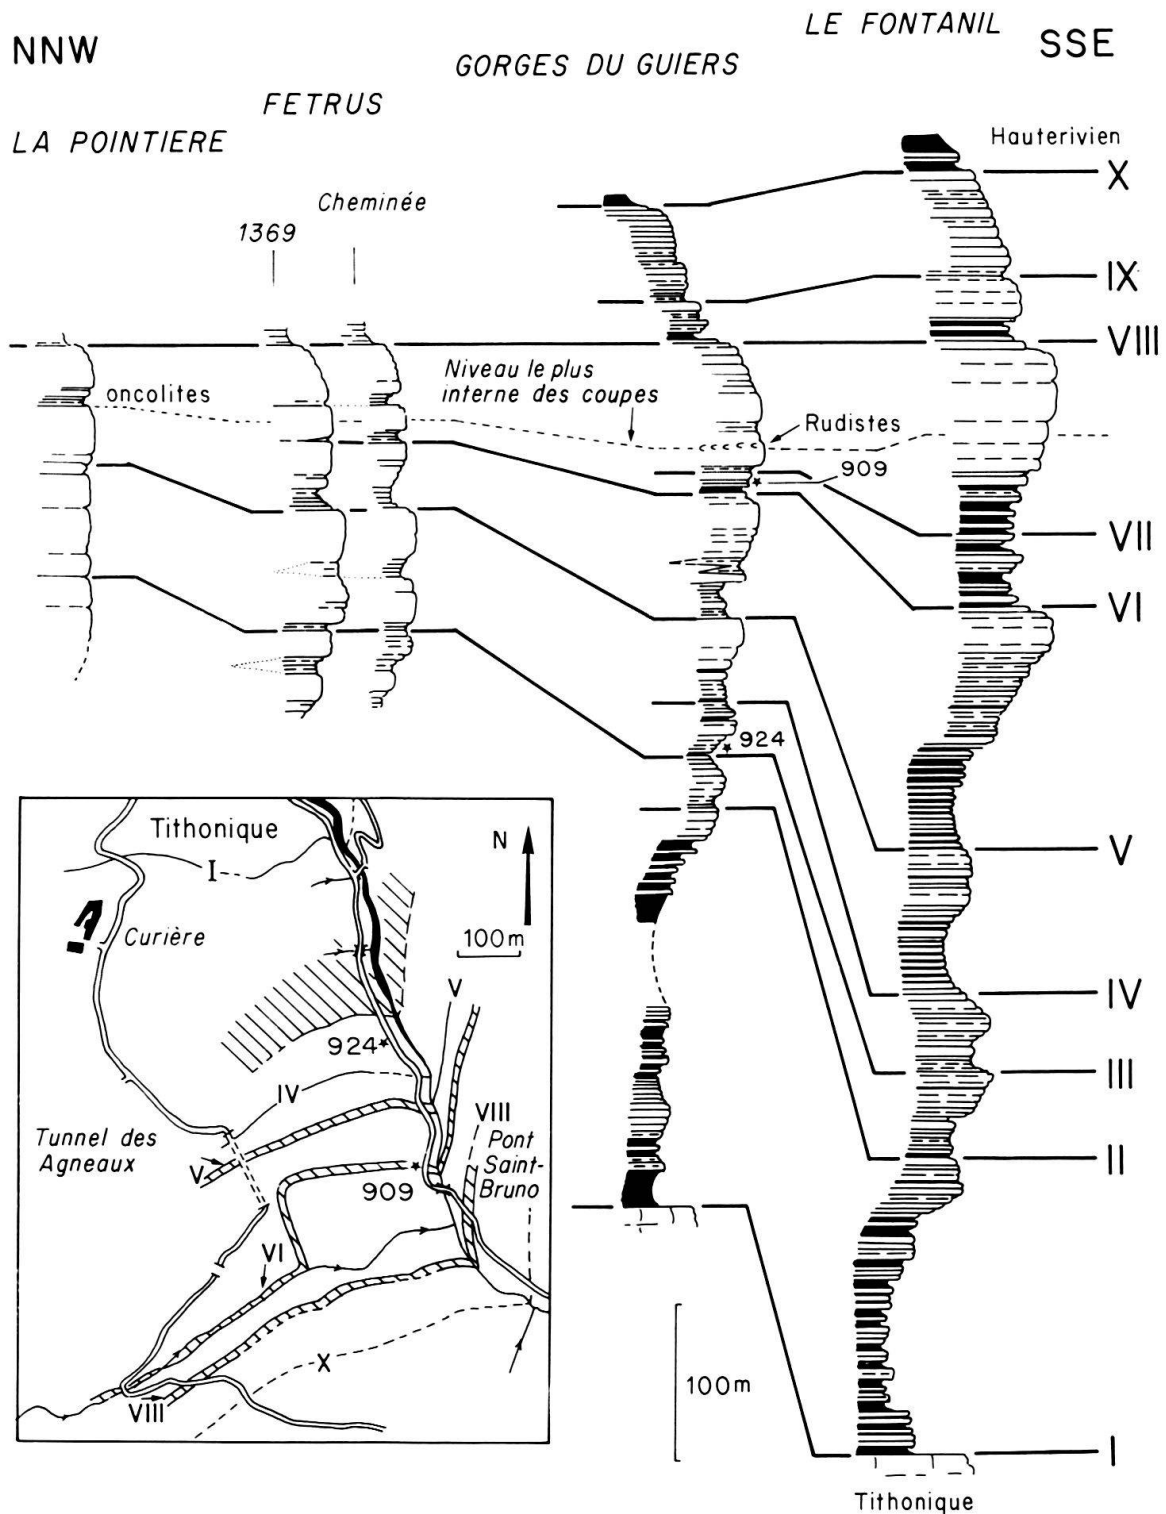 LE FONTANIL
NNW
SSE
GORGES DU GUIERS
FETRUS
LA POINTIERE
Hauterivien
X
Cheminée
1369
IX
VIII
Niveau le plus
interne des coupes
oncolites
Rudistes
909
VII
VI
924
V
IV
III
II
100m
I
Tithonique
Tithonique
N
I
Curière
100m
V
924
IV
VIII
Tunnel des
Agneaux
Pont
Saint-
Bruno
V
909
VI
X
VIII